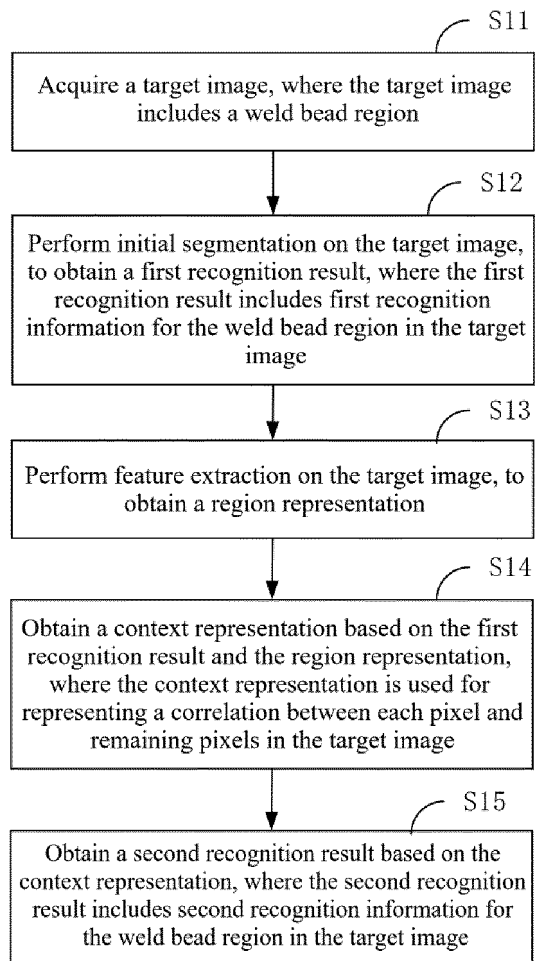 S11
Acquire a target image, where the target image
includes a weld bead region
S12
Perform initial segmentation on the target image,
to obtain a first recognition result, where the first
recognition result includes first recognition
information for the weld bead region in the target
image
S13
Perform feature extraction on the target image, to
obtain a region representation
S14
Obtain a context representation based on the first
recognition result and the region representation,
where the context representation is used for
representing a correlation between each pixel and
remaining pixels in the target image
S15
Obtain a second recognition result based on the
context representation, where the second recognition
result includes second recognition information for
the weld bead region in the target image